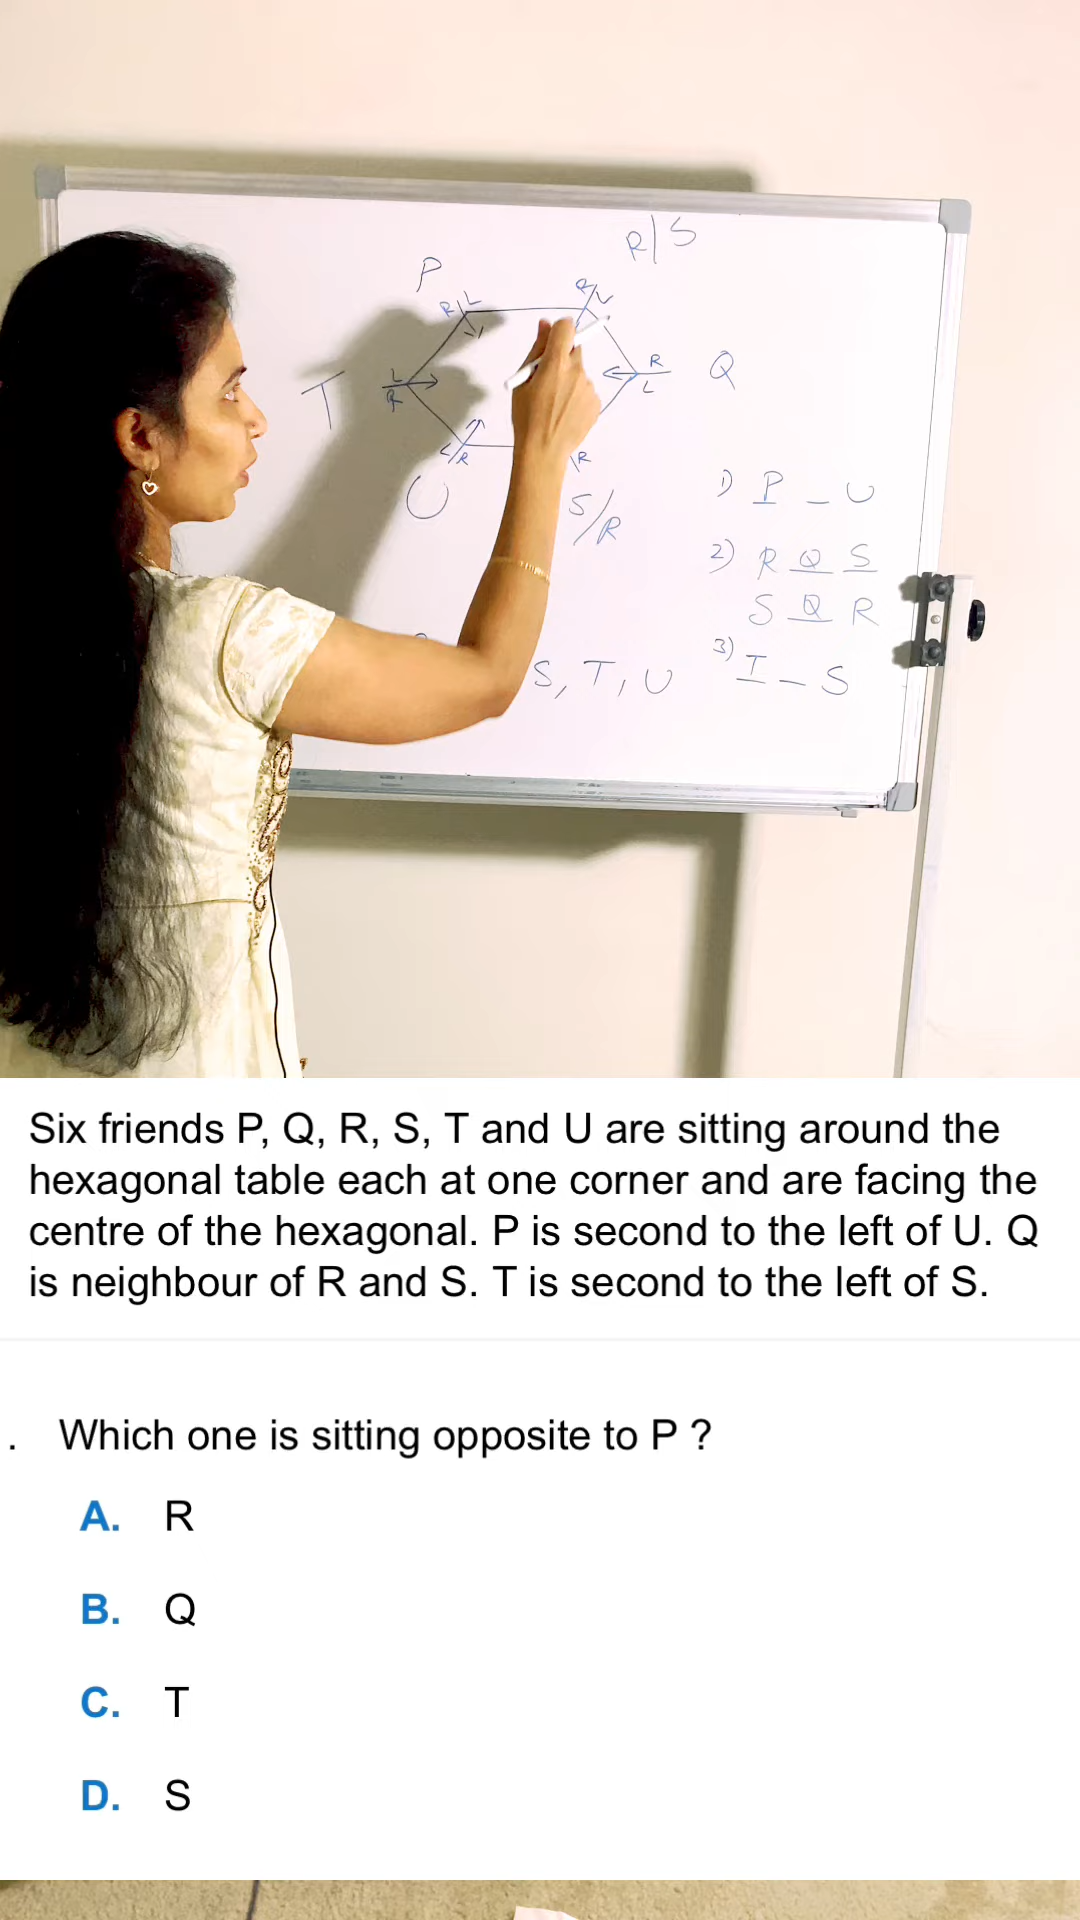 R/S
P
R L
R L
L
R
R
L
Q
T
L R
R
U
S/R
1) P - U
2) R Q S
S Q R
3) T - S
S, T, U
Six friends P, Q, R, S, T and U are sitting around the
hexagonal table each at one corner and are facing the
centre of the hexagonal. P is second to the left of U. Q
is neighbour of R and S. T is second to the left of S.
. Which one is sitting opposite to P ?
A. R
B. Q
C. T
D. S